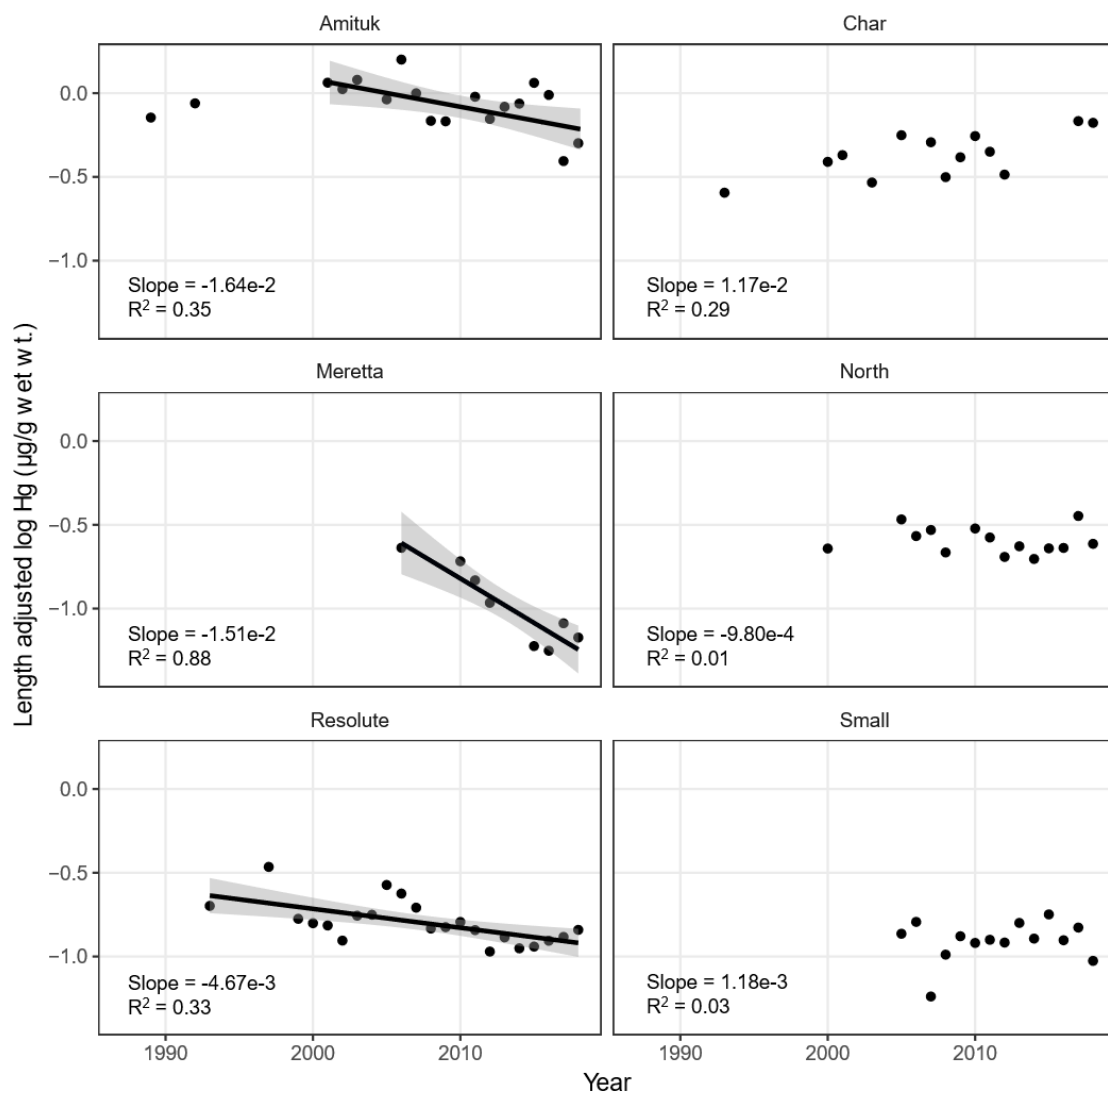 Amituk
Char
0.0
−0.5
−1.0
Slope = -1.64e-2
R² = 0.35
Slope = 1.17e-2
R² = 0.29
Meretta
North
0.0
−0.5
−1.0
Slope = -1.51e-2
R² = 0.88
Slope = -9.80e-4
R² = 0.01
Resolute
Small
0.0
−0.5
−1.0
Slope = -4.67e-3
R² = 0.33
Slope = 1.18e-3
R² = 0.03
1990 2000 2010
1990 2000 2010
Year
Length adjusted log Hg (µg/g wet wt.)